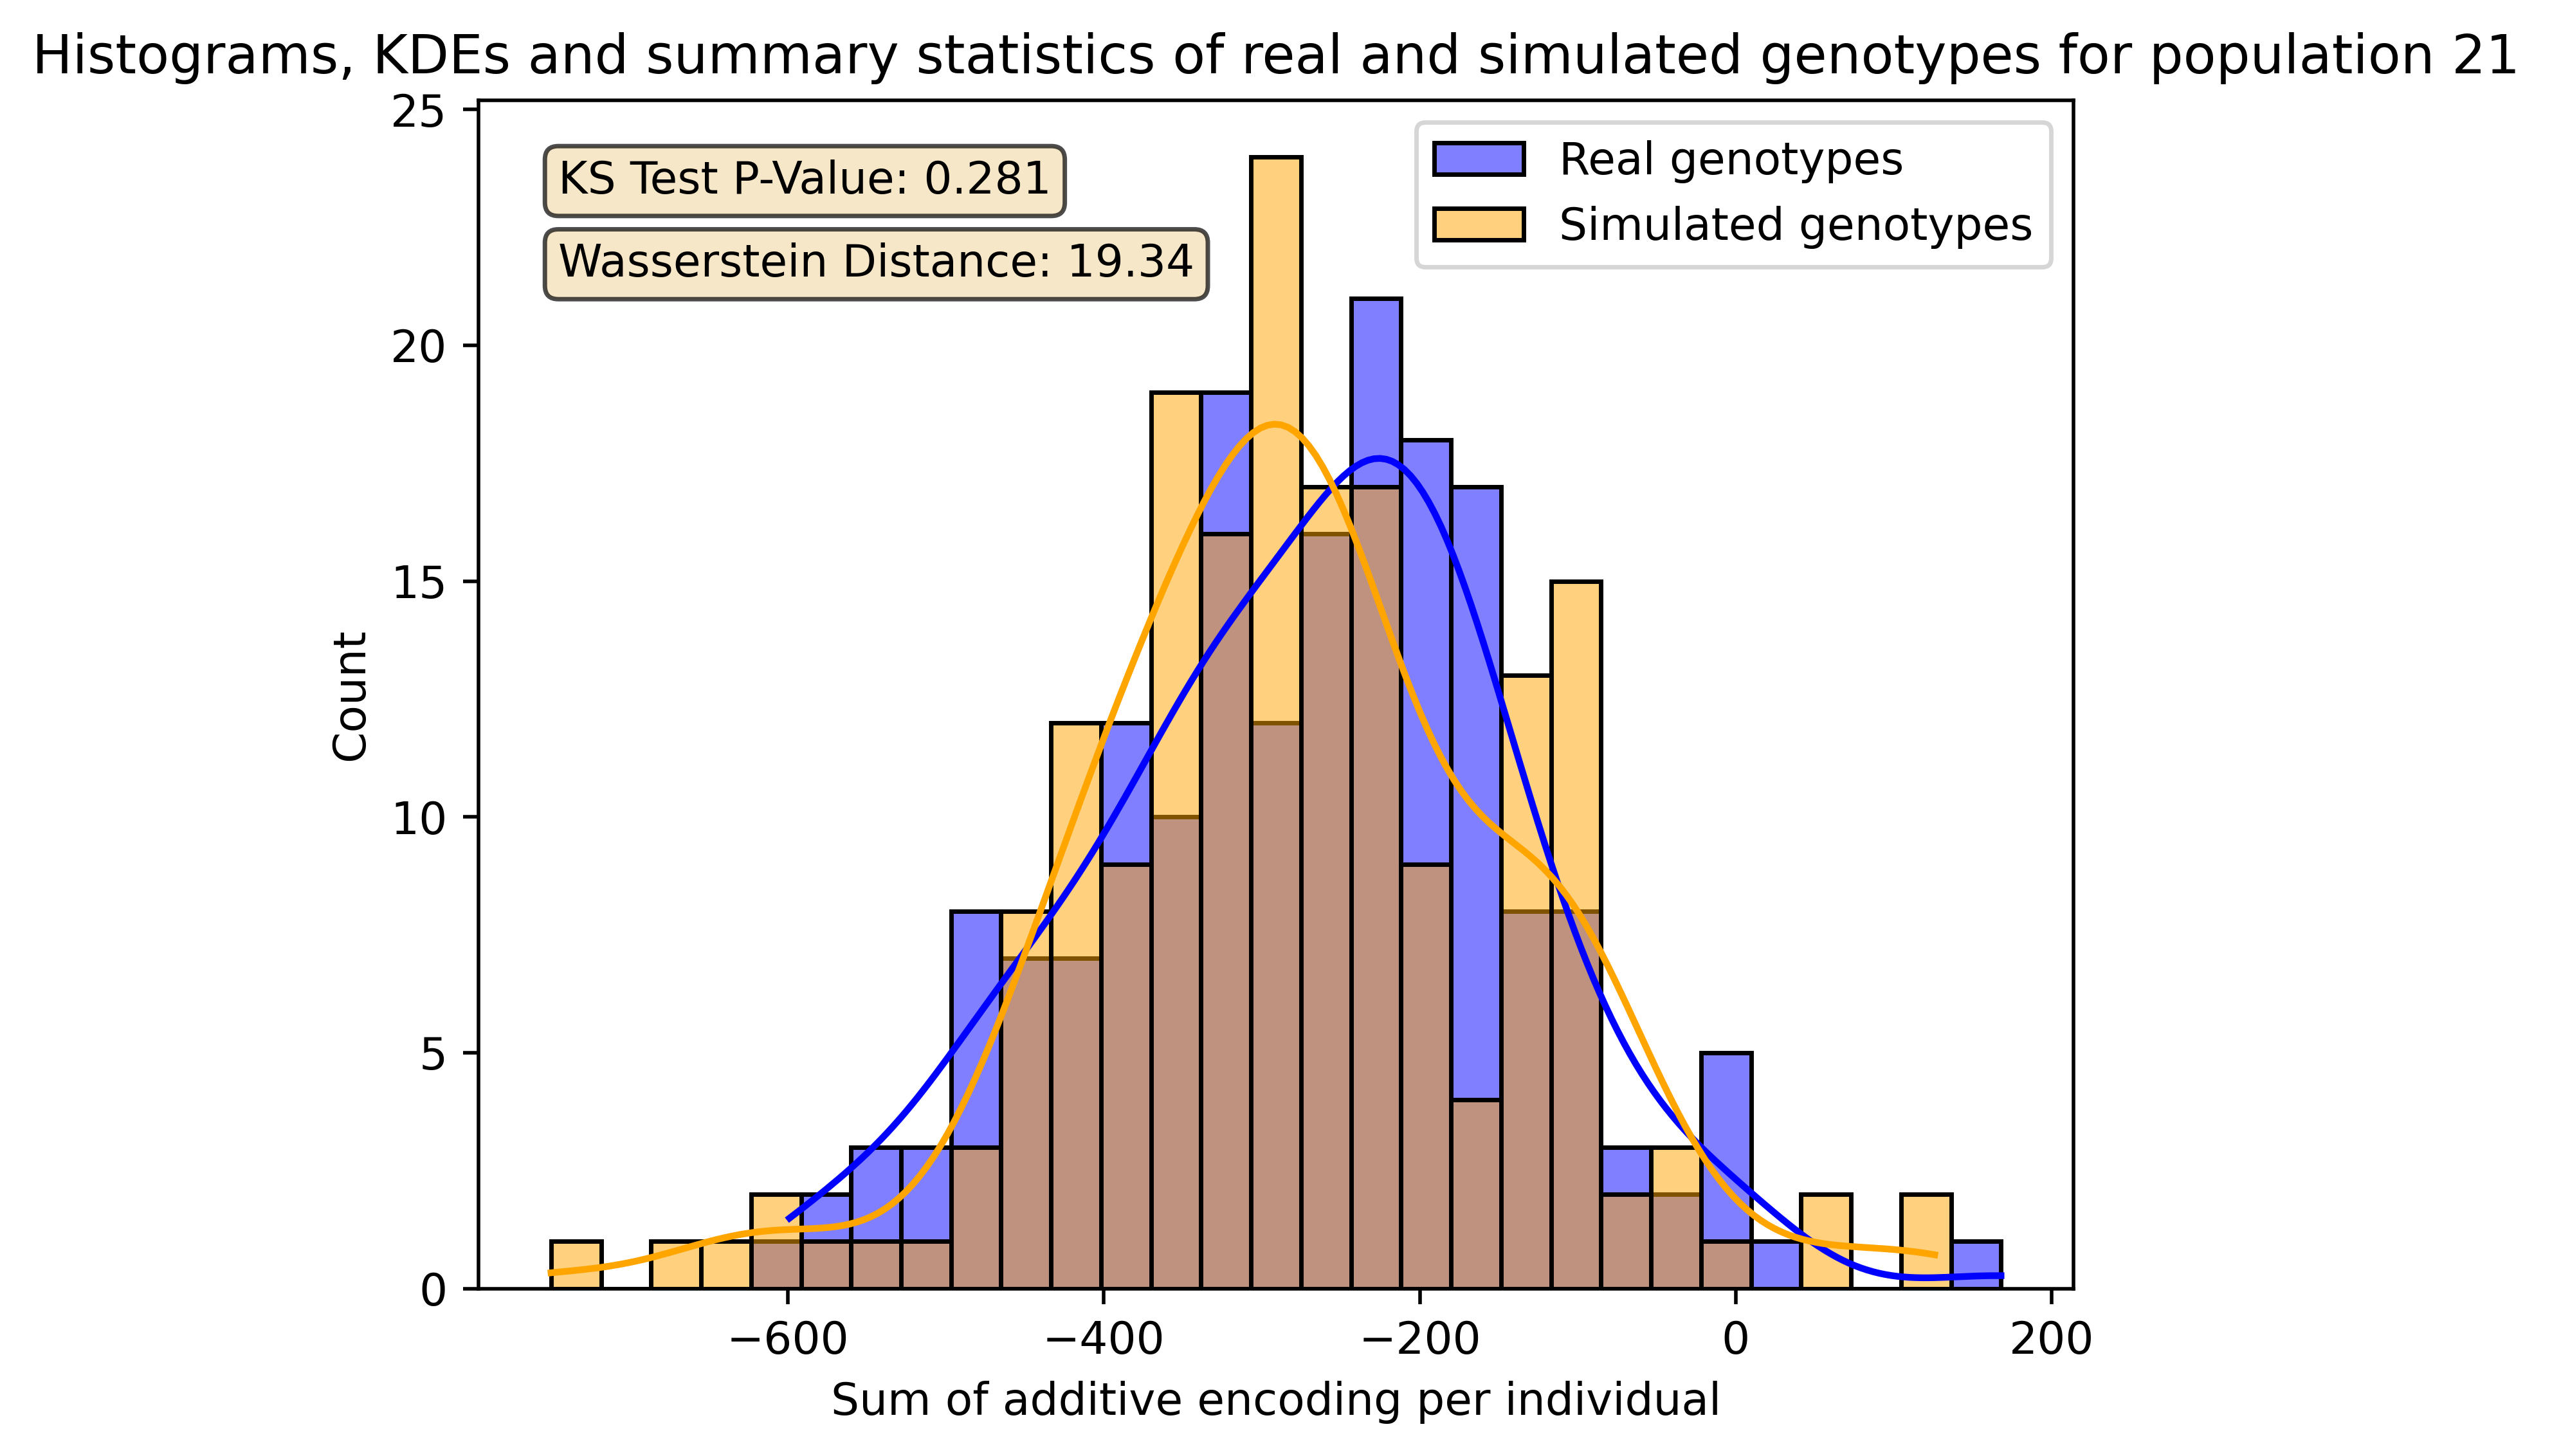 Histograms, KDEs and summary statistics of real and simulated genotypes for population 21
25
20
15
10
5
0
Count
KS Test P-Value: 0.281
Wasserstein Distance: 19.34
Real genotypes
Simulated genotypes
−600
−400
−200
0
200
Sum of additive encoding per individual